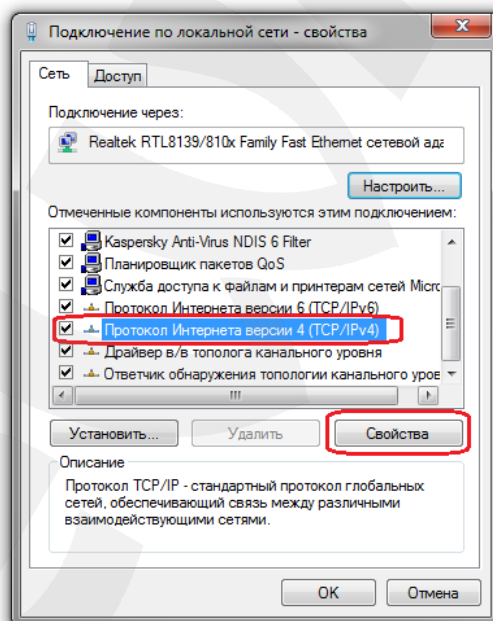 Подключение по локальной сети - свойства
Сеть
Доступ
Подключение через:
Realtek RTL8139/810x Family Fast Ethernet сетевой ада
Настроить...
Отмеченные компоненты используются этим подключением:
Kaspersky Anti-Virus NDIS 6 Filter
Планировщик пакетов QoS
Служба доступа к файлам и принтерам сетей Micro
Протокол Интернета версии 6 (TCP/IPv6)
Протокол Интернета версии 4 (TCP/IPv4)
Драйвер в/в тополога канального уровня
Ответчик обнаружения топологии канального уров
Установить...
Удалить
Свойства
Описание
Протокол TCP/IP - стандартный протокол глобальных
сетей, обеспечивающий связь между различными
взаимодействующими сетями.
OK
Отмена